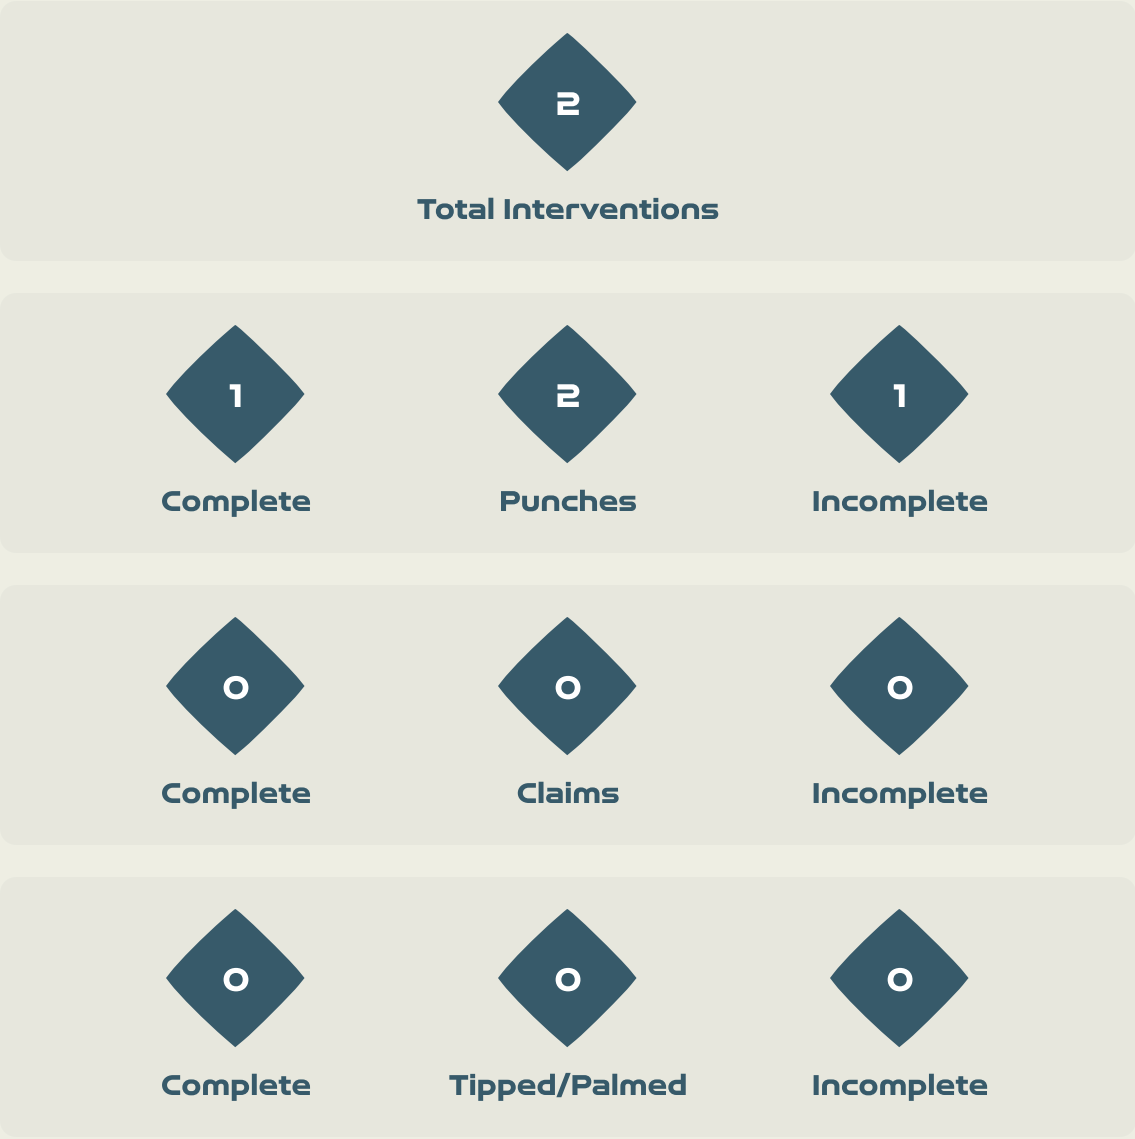 2
Total Interventions
1 2 1
Complete Punches Incomplete
0 0 0
Complete Claims Incomplete
0 0 0
Complete Tipped/Palmed Incomplete